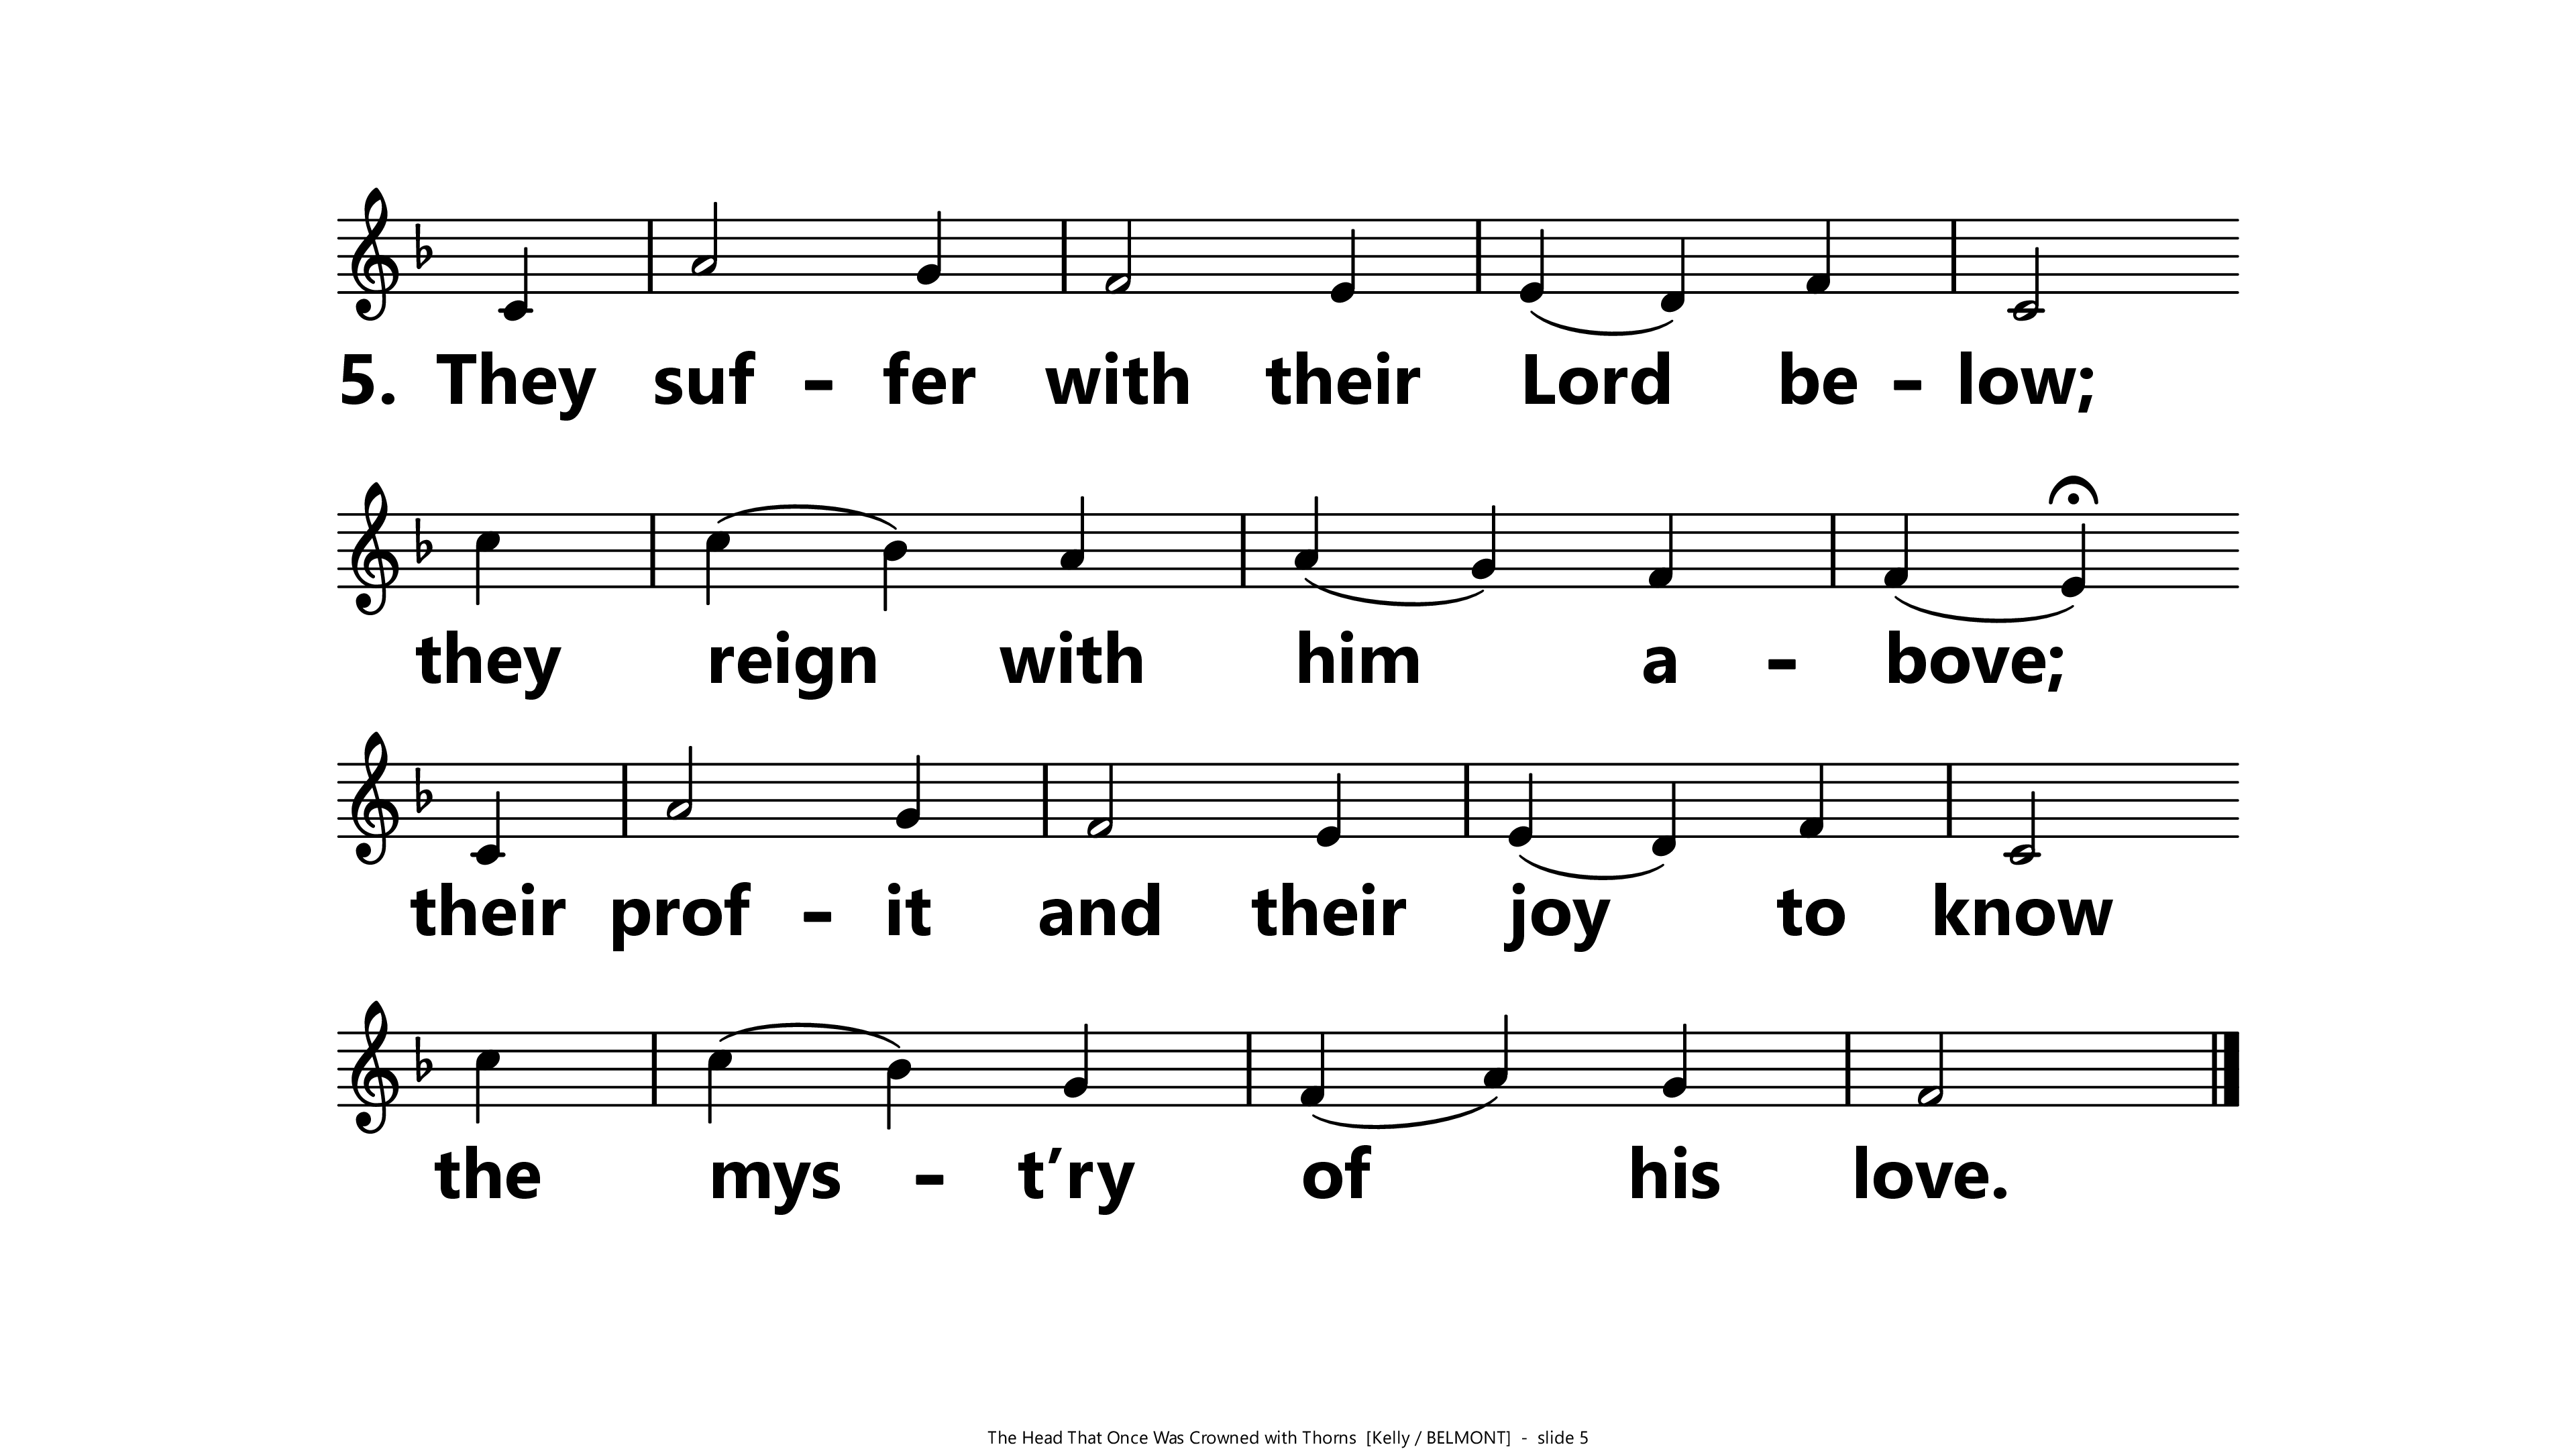 5. They suf - fer with their Lord be - low;
they reign with him a - bove;
their prof - it and their joy to know
the mys - t’ry of his love.
The Head That Once Was Crowned with Thorns [Kelly / BELMONT] - slide 5